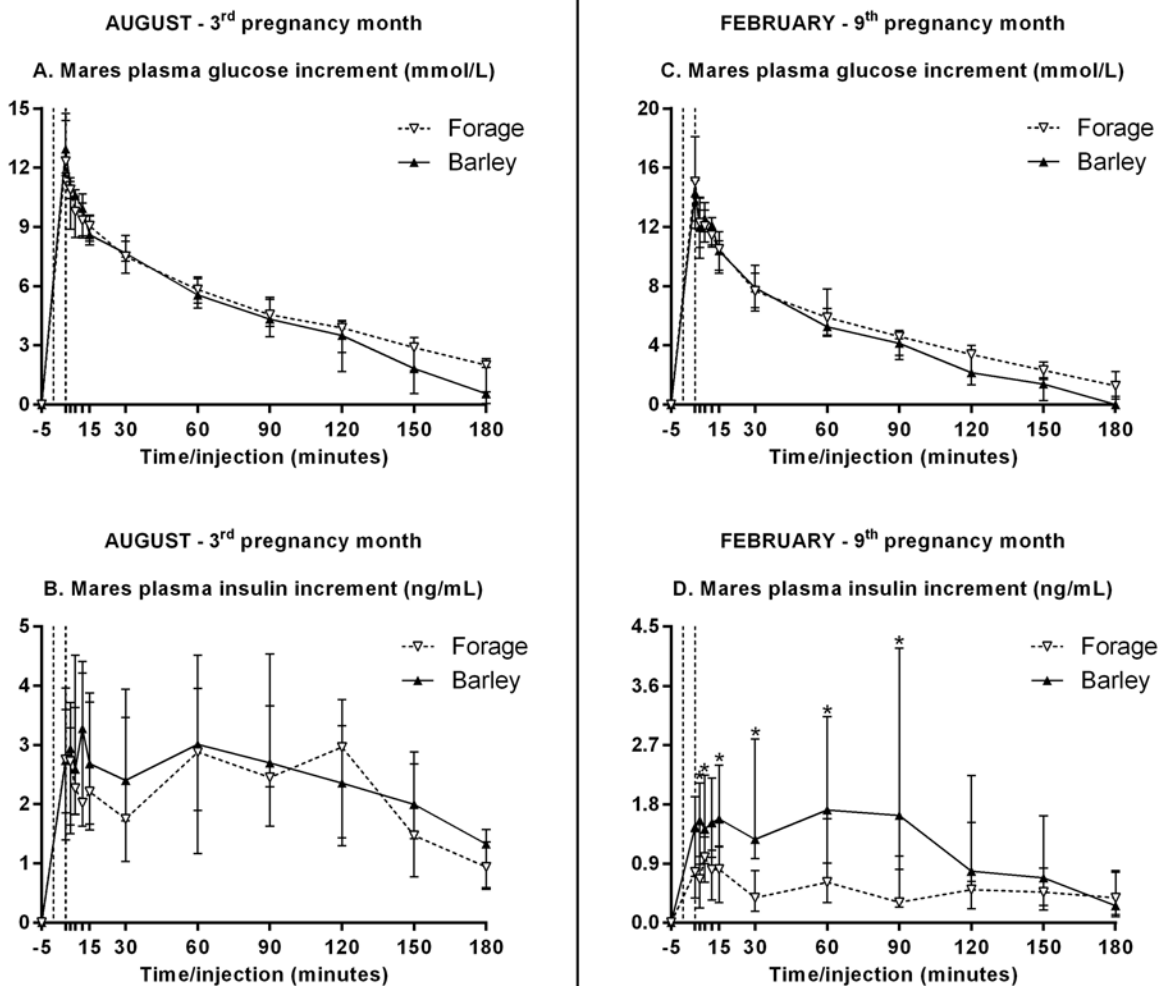 AUGUST - 3rd pregnancy month
A. Mares plasma glucose increment (mmol/L)
15
12
9
6
3
0
Forage
Barley
-5 15 30 60 90 120 150 180
Time/injection (minutes)
FEBRUARY - 9th pregnancy month
C. Mares plasma glucose increment (mmol/L)
20
16
12
8
4
0
Forage
Barley
-5 15 30 60 90 120 150 180
Time/injection (minutes)
AUGUST - 3rd pregnancy month
B. Mares plasma insulin increment (ng/mL)
5
4
3
2
1
0
Forage
Barley
-5 15 30 60 90 120 150 180
Time/injection (minutes)
FEBRUARY - 9th pregnancy month
D. Mares plasma insulin increment (ng/mL)
4.5
3.6
2.7
1.8
0.9
0.0
Forage
Barley
* * * * * *
-5 15 30 60 90 120 150 180
Time/injection (minutes)